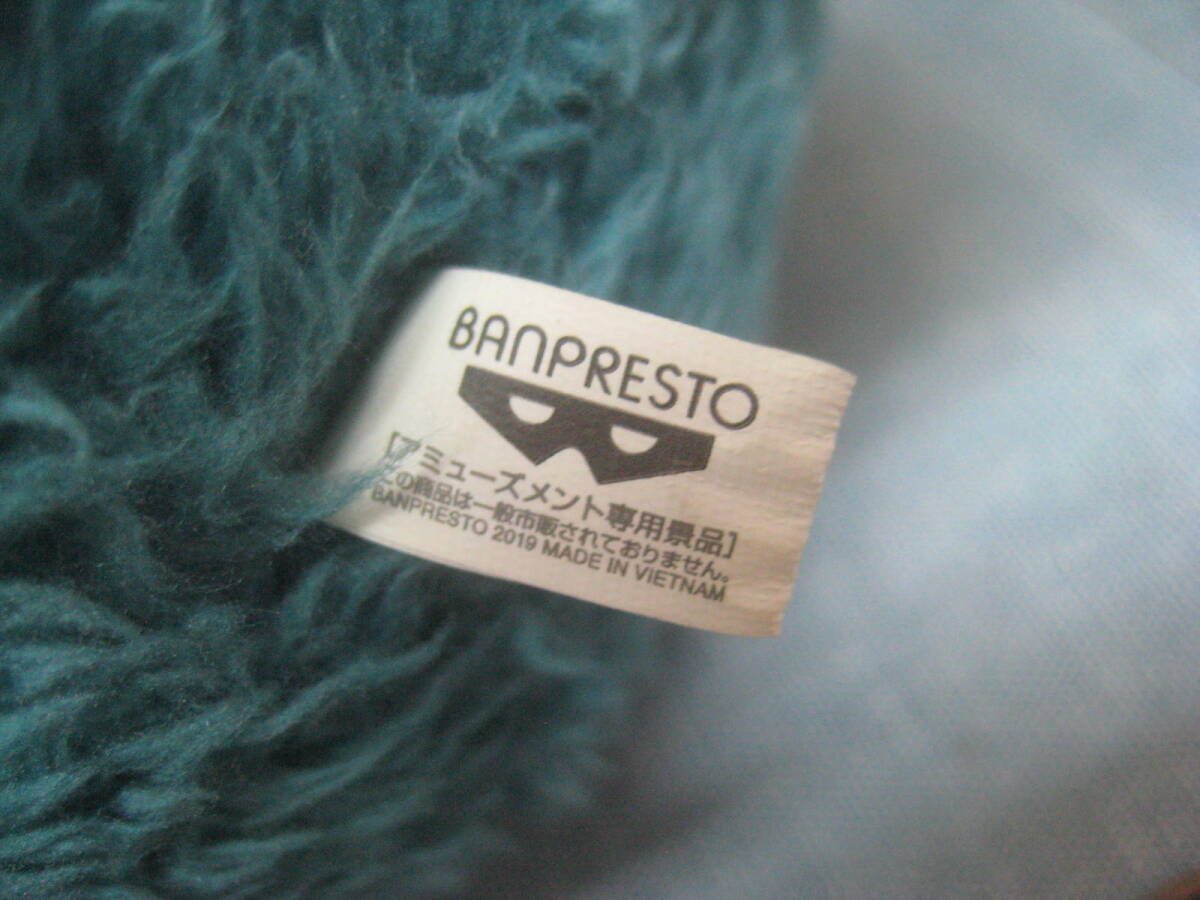 BANPRESTO
[アミューズメント専用景品]
この商品は一般市販されておりません。
BANPRESTO 2019 MADE IN VIETNAM